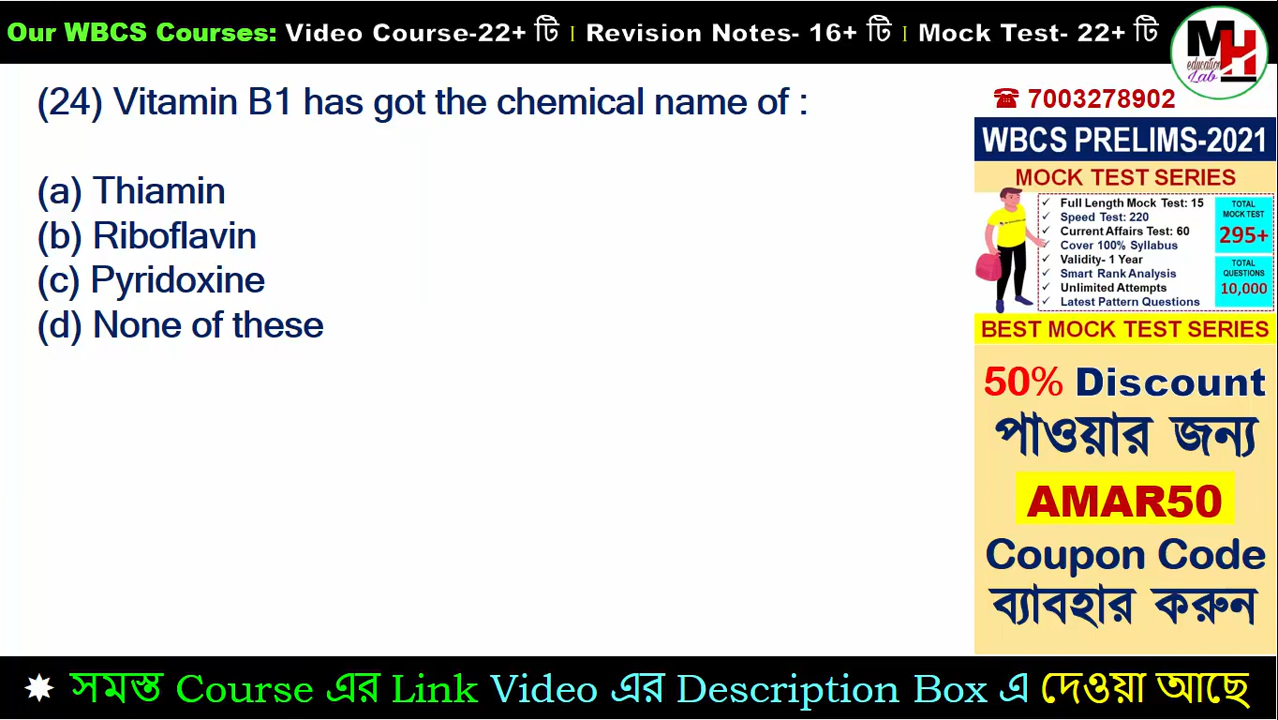 Our WBCS Courses: Video Course-22+ টি । Revision Notes- 16+ টি । Mock Test- 22+ টি
MH
education
Lab
(24) Vitamin B1 has got the chemical name of :
(a) Thiamin
(b) Riboflavin
(c) Pyridoxine
(d) None of these
☎ 7003278902
WBCS PRELIMS-2021
MOCK TEST SERIES
✓ Full Length Mock Test: 15
✓ Speed Test: 220
✓ Current Affairs Test: 60
✓ Cover 100% Syllabus
✓ Validity- 1 Year
✓ Smart Rank Analysis
✓ Unlimited Attempts
✓ Latest Pattern Questions
TOTAL
MOCK TEST
295+
TOTAL
QUESTIONS
10,000
BEST MOCK TEST SERIES
50% Discount
পাওয়ার জন্য
AMAR50
Coupon Code
ব্যাবহার করুন
✸ সমস্ত Course এর Link Video এর Description Box এ দেওয়া আছে